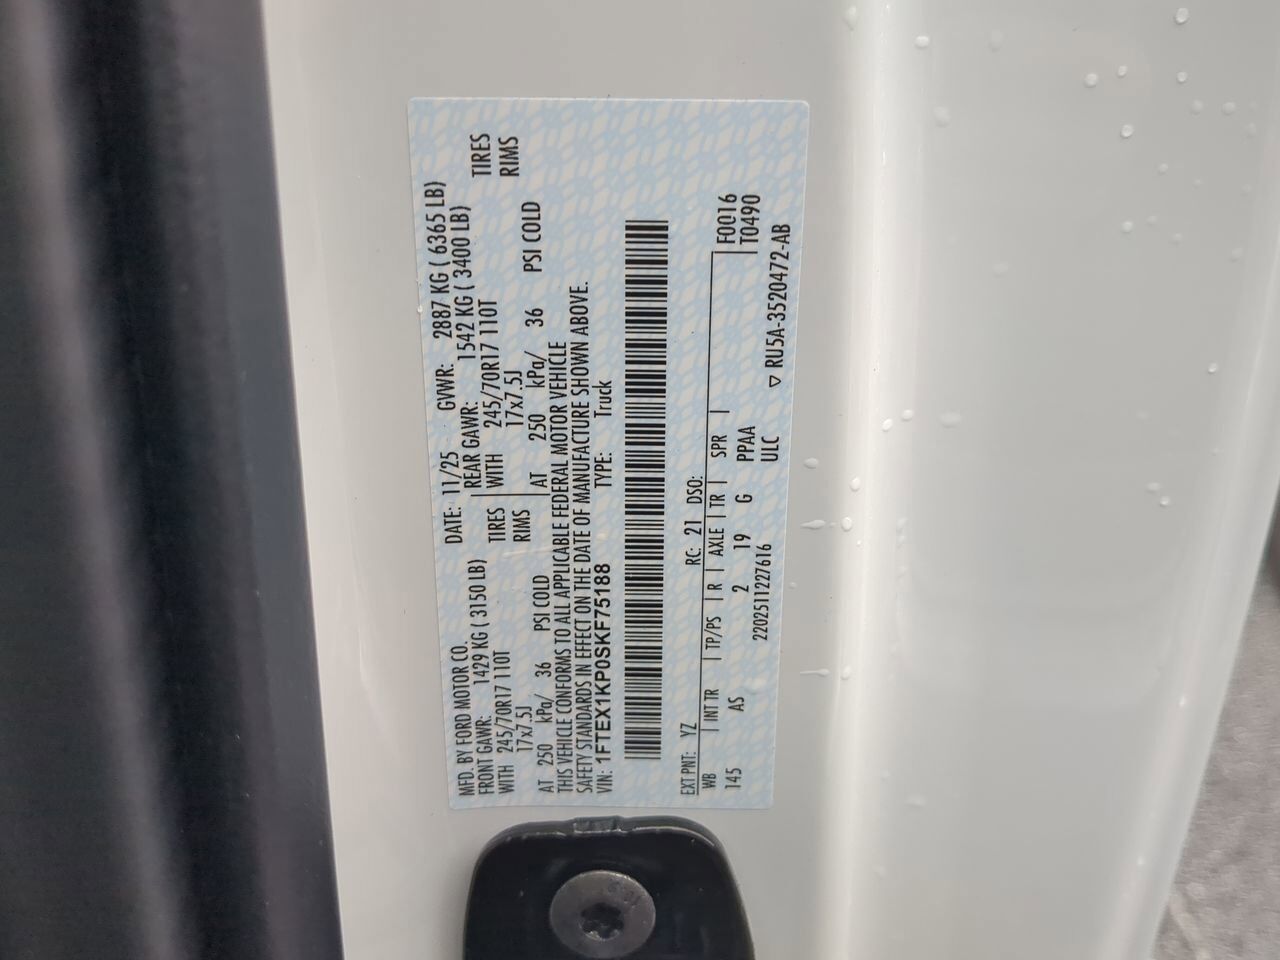 MFD. BY FORD MOTOR CO. DATE: 11/25 GVWR: 2887 KG ( 6365 LB)
FRONT GAWR: 1429 KG ( 3150 LB) REAR GAWR: 1542 KG ( 3400 LB)
WITH 245/70R17 110T TIRES WITH 245/70R17 110T TIRES
17x7.5J RIMS 17x7.5J RIMS
AT 250 kPa/ 36 PSI COLD AT 250 kPa/ 36 PSI COLD
THIS VEHICLE CONFORMS TO ALL APPLICABLE FEDERAL MOTOR VEHICLE
SAFETY STANDARDS IN EFFECT ON THE DATE OF MANUFACTURE SHOWN ABOVE.
VIN: 1FTEX1KP0SKF75188 TYPE: Truck
EXT PNT: YZ RC: 21 DSO:
WB INT TR TP/PS R AXLE TR SPR F0016
145 AS 2 19 G PPAA T0490
2202511227616 ULC ▽ RU5A-3520472-AB